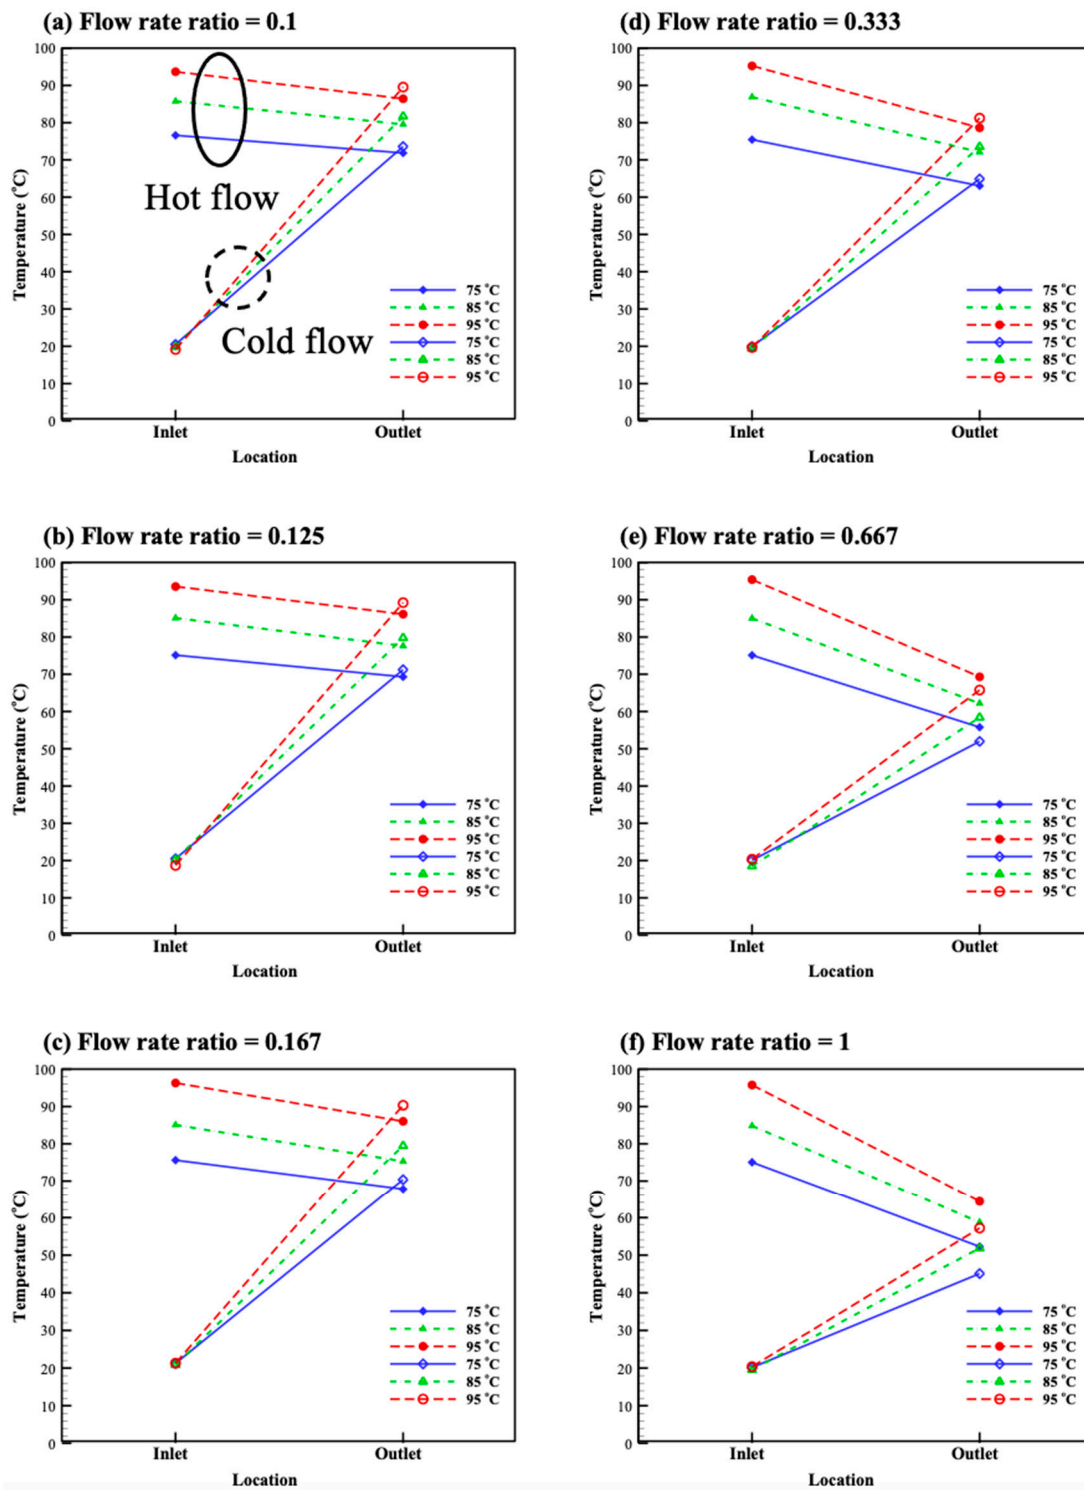 (a) Flow rate ratio = 0.1
100
90
80
70
60
50
40
30
20
10
0
Temperature (°C)
Hot flow
Cold flow
75 °C
85 °C
95 °C
75 °C
85 °C
95 °C
Inlet Outlet
Location
(b) Flow rate ratio = 0.125
100
90
80
70
60
50
40
30
20
10
0
Temperature (°C)
75 °C
85 °C
95 °C
75 °C
85 °C
95 °C
Inlet Outlet
Location
(c) Flow rate ratio = 0.167
100
90
80
70
60
50
40
30
20
10
0
Temperature (°C)
75 °C
85 °C
95 °C
75 °C
85 °C
95 °C
Inlet Outlet
Location
(d) Flow rate ratio = 0.333
100
90
80
70
60
50
40
30
20
10
0
Temperature (°C)
75 °C
85 °C
95 °C
75 °C
85 °C
95 °C
Inlet Outlet
Location
(e) Flow rate ratio = 0.667
100
90
80
70
60
50
40
30
20
10
0
Temperature (°C)
75 °C
85 °C
95 °C
75 °C
85 °C
95 °C
Inlet Outlet
Location
(f) Flow rate ratio = 1
100
90
80
70
60
50
40
30
20
10
0
Temperature (°C)
75 °C
85 °C
95 °C
75 °C
85 °C
95 °C
Inlet Outlet
Location